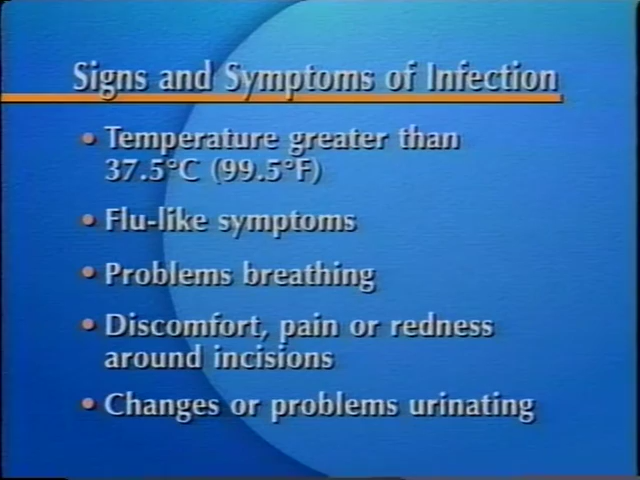 Signs and Symptoms of Infection
• Temperature greater than
37.5°C (99.5°F)
• Flu-like symptoms
• Problems breathing
• Discomfort, pain or redness
around incisions
• Changes or problems urinating